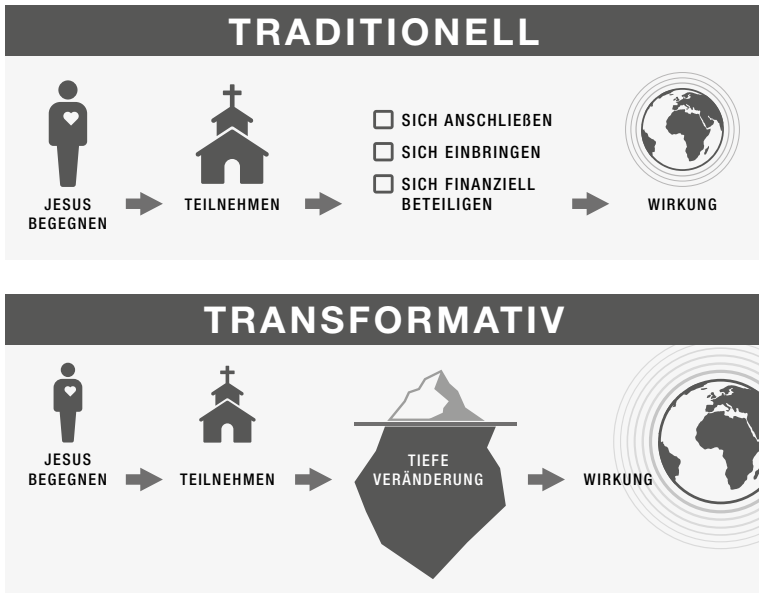 TRADITIONELL
JESUS
BEGEGNEN
TEILNEHMEN
SICH ANSCHLIEßEN
SICH EINBRINGEN
SICH FINANZIELL
BETEILIGEN
WIRKUNG
TRANSFORMATIV
JESUS
BEGEGNEN
TEILNEHMEN
TIEFE
VERÄNDERUNG
WIRKUNG